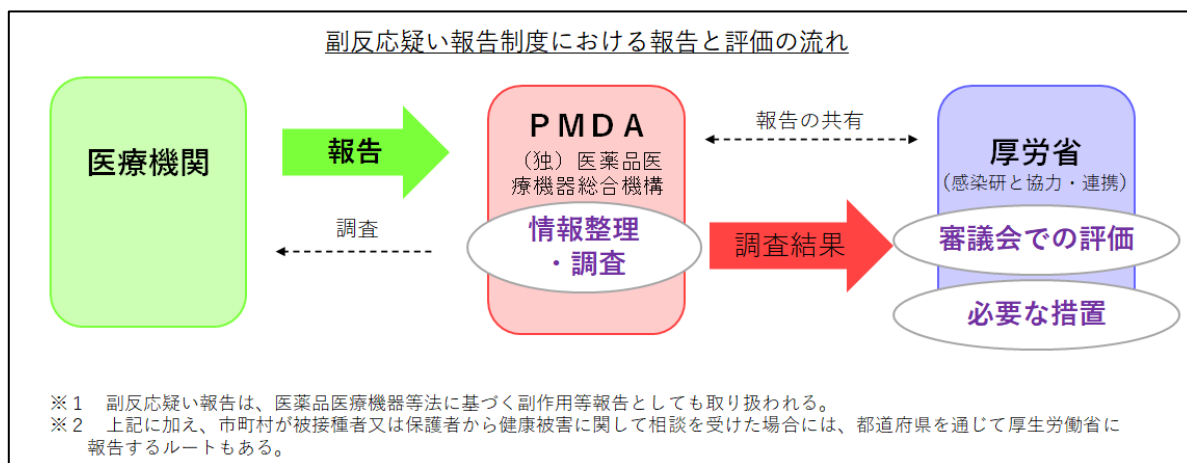 副反応疑い報告制度における報告と評価の流れ
医療機関
報告
調査
ＰＭＤＡ
（独）医薬品医
療機器総合機構
情報整理
・調査
報告の共有
調査結果
厚労省
(感染研と協力・連携)
審議会での評価
必要な措置
※１　副反応疑い報告は、医薬品医療機器等法に基づく副作用等報告としても取り扱われる。
※２　上記に加え、市町村が被接種者又は保護者から健康被害に関して相談を受けた場合には、都道府県を通じて厚生労働省に
報告するルートもある。